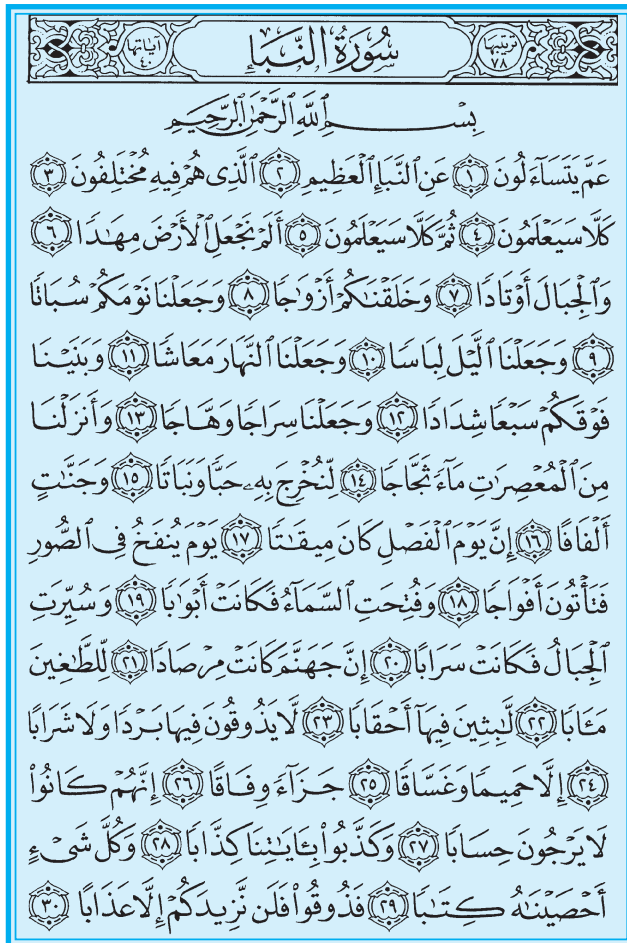 ترتيبها ٧٨ سُورَةُ النَّبَإِ آياتها ٤٠
بِسْمِ ٱللَّهِ ٱلرَّحْمَٰنِ ٱلرَّحِيمِ
عَمَّ يَتَسَآءَلُونَ ١ عَنِ ٱلنَّبَإِ ٱلْعَظِيمِ ٢ ٱلَّذِى هُمْ فِيهِ مُخْتَلِفُونَ ٣
كَلَّا سَيَعْلَمُونَ ٤ ثُمَّ كَلَّا سَيَعْلَمُونَ ٥ أَلَمْ نَجْعَلِ ٱلْأَرْضَ مِهَٰدًا ٦
وَٱلْجِبَالَ أَوْتَادًا ٧ وَخَلَقْنَٰكُمْ أَزْوَٰجًا ٨ وَجَعَلْنَا نَوْمَكُمْ سُبَاتًا
٩ وَجَعَلْنَا ٱلَّيْلَ لِبَاسًا ١٠ وَجَعَلْنَا ٱلنَّهَارَ مَعَاشًا ١١ وَبَنَيْنَا
فَوْقَكُمْ سَبْعًا شِدَادًا ١٢ وَجَعَلْنَا سِرَاجًا وَهَّاجًا ١٣ وَأَنزَلْنَا
مِنَ ٱلْمُعْصِرَٰتِ مَآءً ثَجَّاجًا ١٤ لِّنُخْرِجَ بِهِۦ حَبًّا وَنَبَاتًا ١٥ وَجَنَّٰتٍ
أَلْفَافًا ١٦ إِنَّ يَوْمَ ٱلْفَصْلِ كَانَ مِيقَٰتًا ١٧ يَوْمَ يُنفَخُ فِى ٱلصُّورِ
فَتَأْتُونَ أَفْوَاجًا ١٨ وَفُتِحَتِ ٱلسَّمَآءُ فَكَانَتْ أَبْوَٰبًا ١٩ وَسُيِّرَتِ
ٱلْجِبَالُ فَكَانَتْ سَرَابًا ٢٠ إِنَّ جَهَنَّمَ كَانَتْ مِرْصَادًا ٢١ لِّلطَّٰغِينَ
مَـَٔابًا ٢٢ لَّٰبِثِينَ فِيهَآ أَحْقَابًا ٢٣ لَّا يَذُوقُونَ فِيهَا بَرْدًا وَلَا شَرَابًا
٢٤ إِلَّا حَمِيمًا وَغَسَّاقًا ٢٥ جَزَآءً وِفَاقًا ٢٦ إِنَّهُمْ كَانُوا۟
لَا يَرْجُونَ حِسَابًا ٢٧ وَكَذَّبُوا۟ بِـَٔايَٰتِنَا كِذَّابًا ٢٨ وَكُلَّ شَىْءٍ
أَحْصَيْنَٰهُ كِتَٰبًا ٢٩ فَذُوقُوا۟ فَلَن نَّزِيدَكُمْ إِلَّا عَذَابًا ٣٠